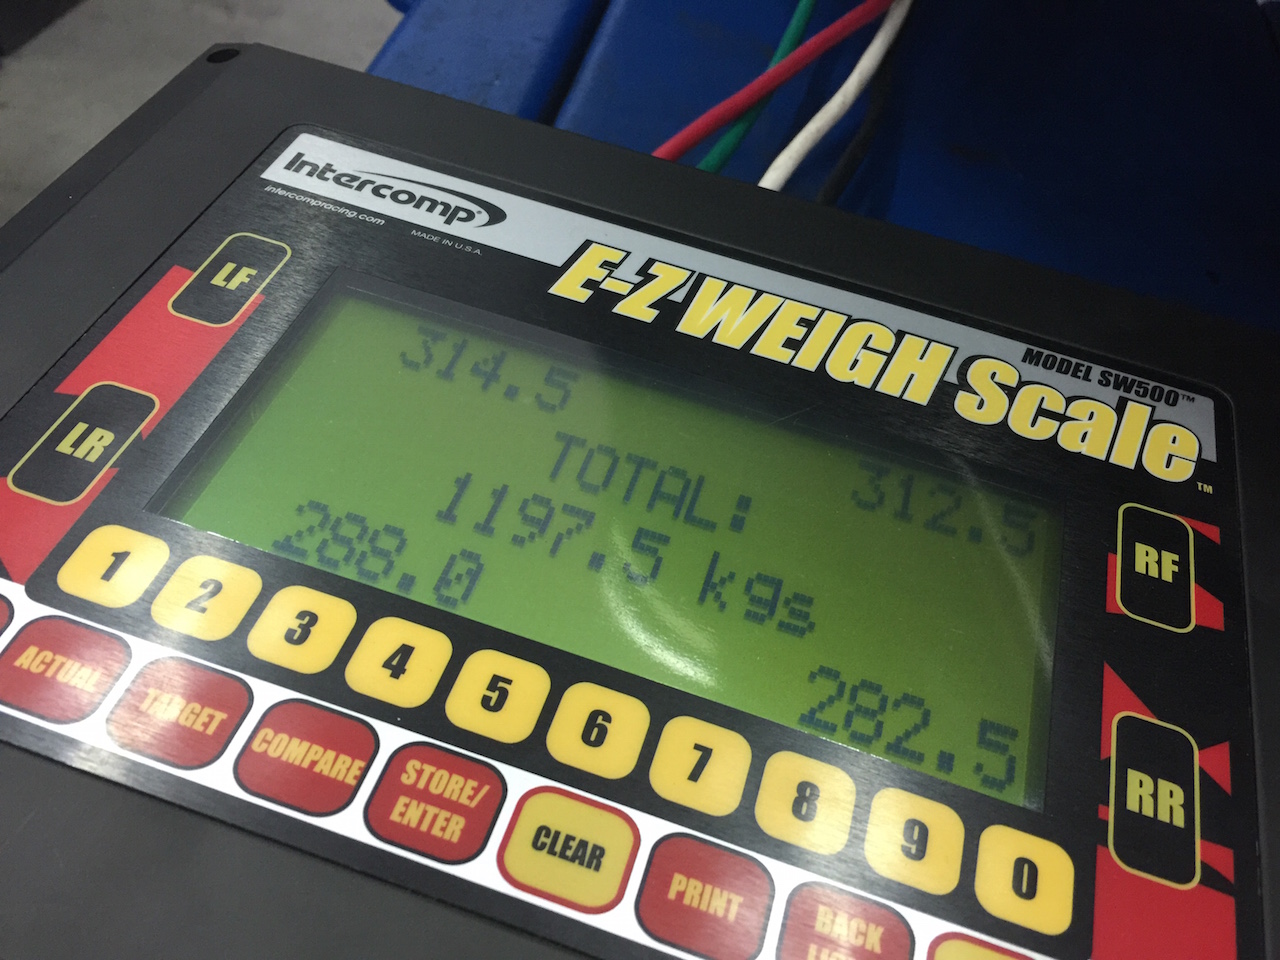 Intercomp®
intercompracing.com
MADE IN U.S.A.
E-Z WEIGH Scale™
MODEL SW500™
LF
LR
314.5
312.5
TOTAL:
1197.5 kgs
288.0
282.5
RF
RR
1 2 3 4 5 6 7 8 9 0
ACTUAL
TARGET
COMPARE
STORE/
ENTER
CLEAR
PRINT
BACK